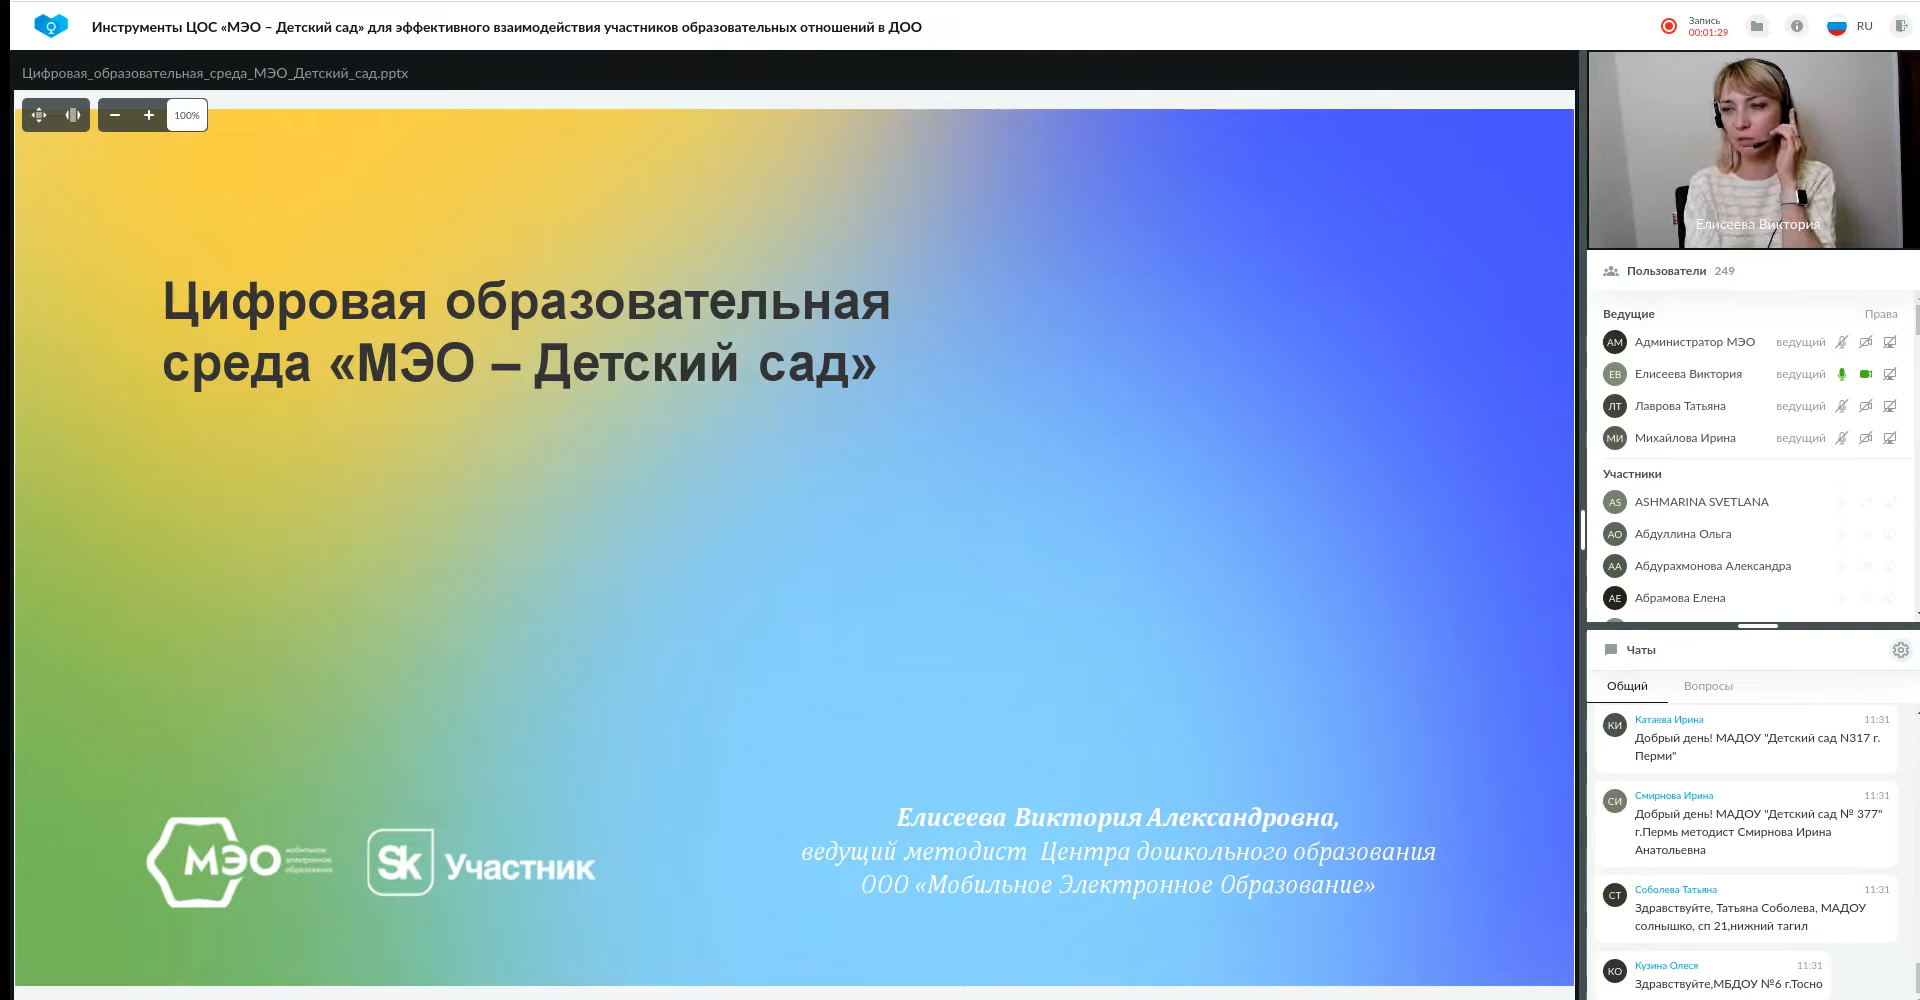 Инструменты ЦОС «МЭО – Детский сад» для эффективного взаимодействия участников образовательных отношений в ДОО
Запись
00:01:29
RU
Цифровая_образовательная_среда_МЭО_Детский_сад.pptx
100%
Цифровая образовательная
среда «МЭО – Детский сад»
МЭО
мобильное
электронное
образование
Sk Участник
Елисеева Виктория Александровна,
ведущий методист Центра дошкольного образования
ООО «Мобильное Электронное Образование»
Елисеева Виктория
Пользователи 249
Ведущие Права
АМ Администратор МЭО ведущий
ЕВ Елисеева Виктория ведущий
ЛТ Лаврова Татьяна ведущий
МИ Михайлова Ирина ведущий
Участники
AS ASHMARINA SVETLANA
АО Абдуллина Ольга
АА Абдурахмонова Александра
АЕ Абрамова Елена
Чаты
Общий Вопросы
КИ Катаева Ирина 11:31
Добрый день! МАДОУ "Детский сад N317 г.
Перми"
СИ Смирнова Ирина 11:31
Добрый день! МАДОУ "Детский сад № 377"
г.Пермь методист Смирнова Ирина
Анатольевна
СТ Соболева Татьяна 11:31
Здравствуйте, Татьяна Соболева, МАДОУ
солнышко, сп 21,нижний тагил
КО Кузина Олеся 11:31
Здравствуйте,МБДОУ №6 г.Тосно